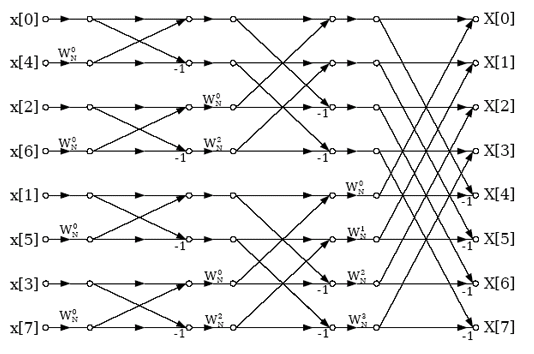 x[0] X[0]
x[4] W_N^0 -1 X[1]
x[2] W_N^0 -1 X[2]
x[6] W_N^0 -1 W_N^2 -1 X[3]
x[1] W_N^0 -1 X[4]
x[5] W_N^0 -1 W_N^1 -1 X[5]
x[3] W_N^0 -1 W_N^2 -1 X[6]
x[7] W_N^0 -1 W_N^2 -1 W_N^3 -1 X[7]